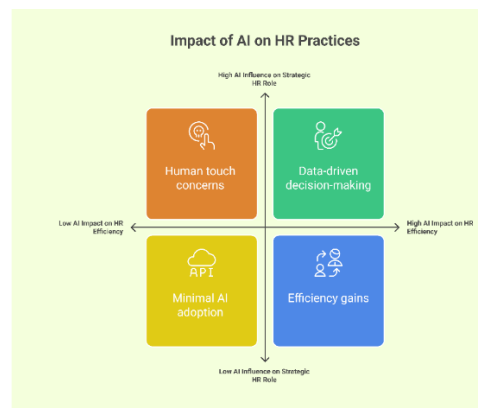 Impact of AI on HR Practices
High AI Influence on Strategic
HR Role
Human touch
concerns
Data-driven
decision-making
Low AI Impact on HR
Efficiency
High AI Impact on HR
Efficiency
API
Minimal AI
adoption
Efficiency gains
Low AI Influence on Strategic
HR Role